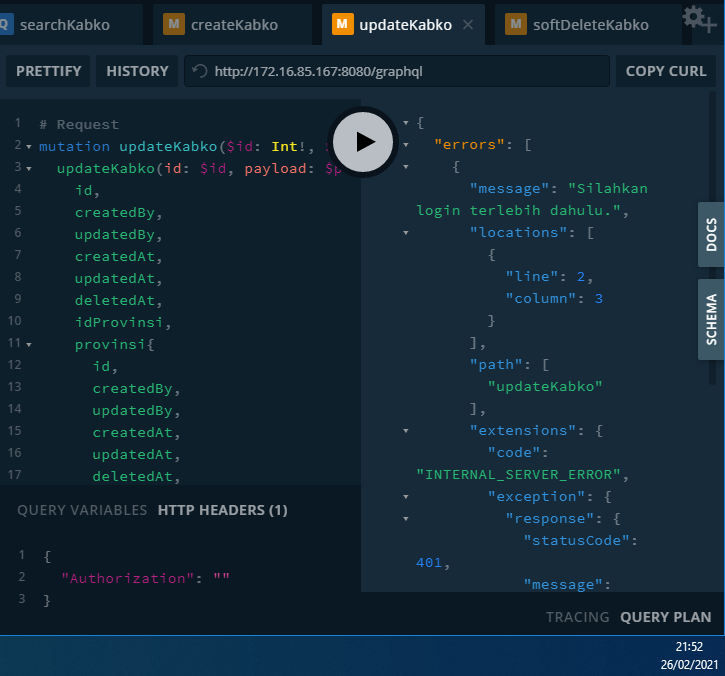 Q searchKabko
M createKabko
M updateKabko ×
M softDeleteKabko
+
PRETTIFY
HISTORY
http://172.16.85.167:8080/graphql
COPY CURL
1 # Request
2 mutation updateKabko($id: Int!,
3 updateKabko(id: $id, payload: $p
4 id,
5 createdBy,
6 updatedBy,
7 createdAt,
8 updatedAt,
9 deletedAt,
10 idProvinsi,
11 provinsi{
12 id,
13 createdBy,
14 updatedBy,
15 createdAt,
16 updatedAt,
17 deletedAt,
QUERY VARIABLES HTTP HEADERS (1)
1 {
2 "Authorization": ""
3 }
{
"errors": [
{
"message": "Silahkan
login terlebih dahulu.",
"locations": [
{
"line": 2,
"column": 3
}
],
"path": [
"updateKabko"
],
"extensions": {
"code":
"INTERNAL_SERVER_ERROR",
"exception": {
"response": {
"statusCode":
401,
"message":
DOCS
SCHEMA
TRACING QUERY PLAN
21:52
26/02/2021